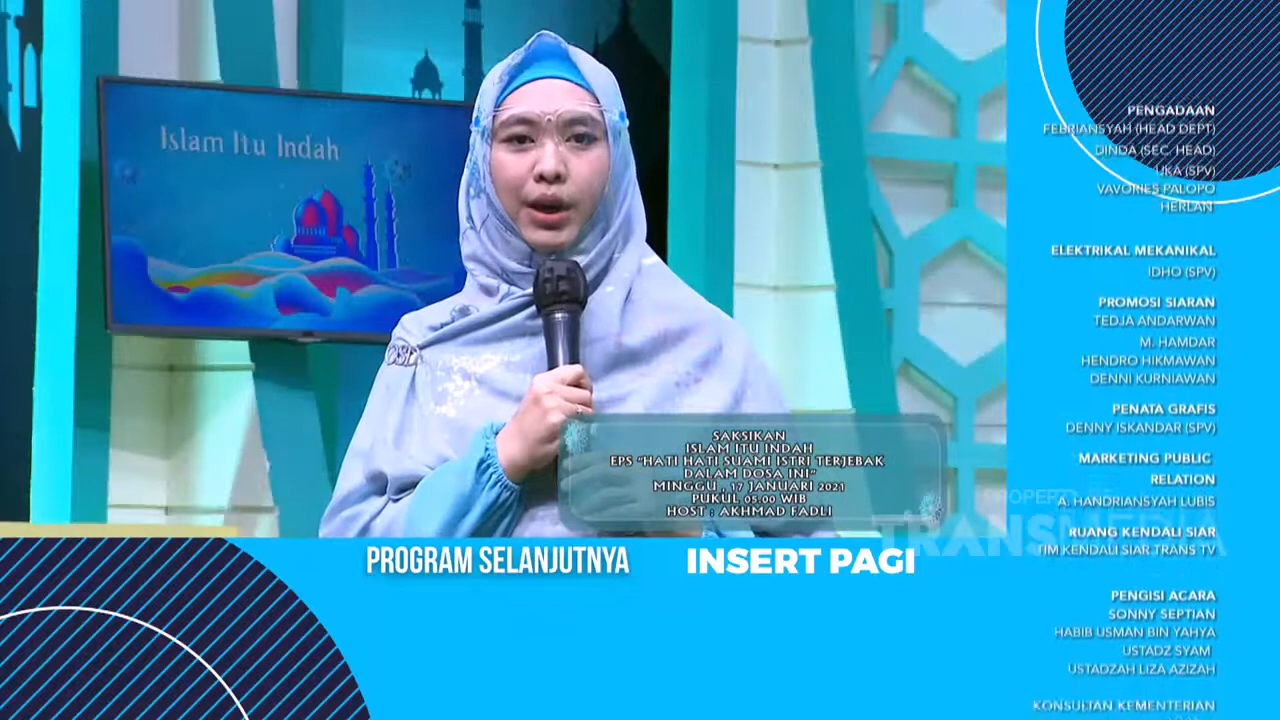 Islam Itu Indah
SAKSIKAN
ISLAM ITU INDAH
EPS "HATI HATI SUAMI ISTRI TERJEBAK
DALAM DOSA INI"
MINGGU , 17 JANUARI 2021
PUKUL 05.00 WIB
HOST : AKHMAD FADLI
PROGRAM SELANJUTNYA
INSERT PAGI
PENGADAAN
FEBRIANSYAH (HEAD DEPT)
DINDA (SEC. HEAD)
UKA (SPV)
VAVORIES PALOPO
HERLAN
ELEKTRIKAL MEKANIKAL
IDHO (SPV)
PROMOSI SIARAN
TEDJA ANDARWAN
M. HAMDAR
HENDRO HIKMAWAN
DENNI KURNIAWAN
PENATA GRAFIS
DENNY ISKANDAR (SPV)
MARKETING PUBLIC
RELATION
A. HANDRIANSYAH LUBIS
RUANG KENDALI SIAR
TIM KENDALI SIAR TRANS TV
PENGISI ACARA
SONNY SEPTIAN
HABIB USMAN BIN YAHYA
USTADZ SYAM
USTADZAH LIZA AZIZAH
KONSULTAN KEMENTERIAN